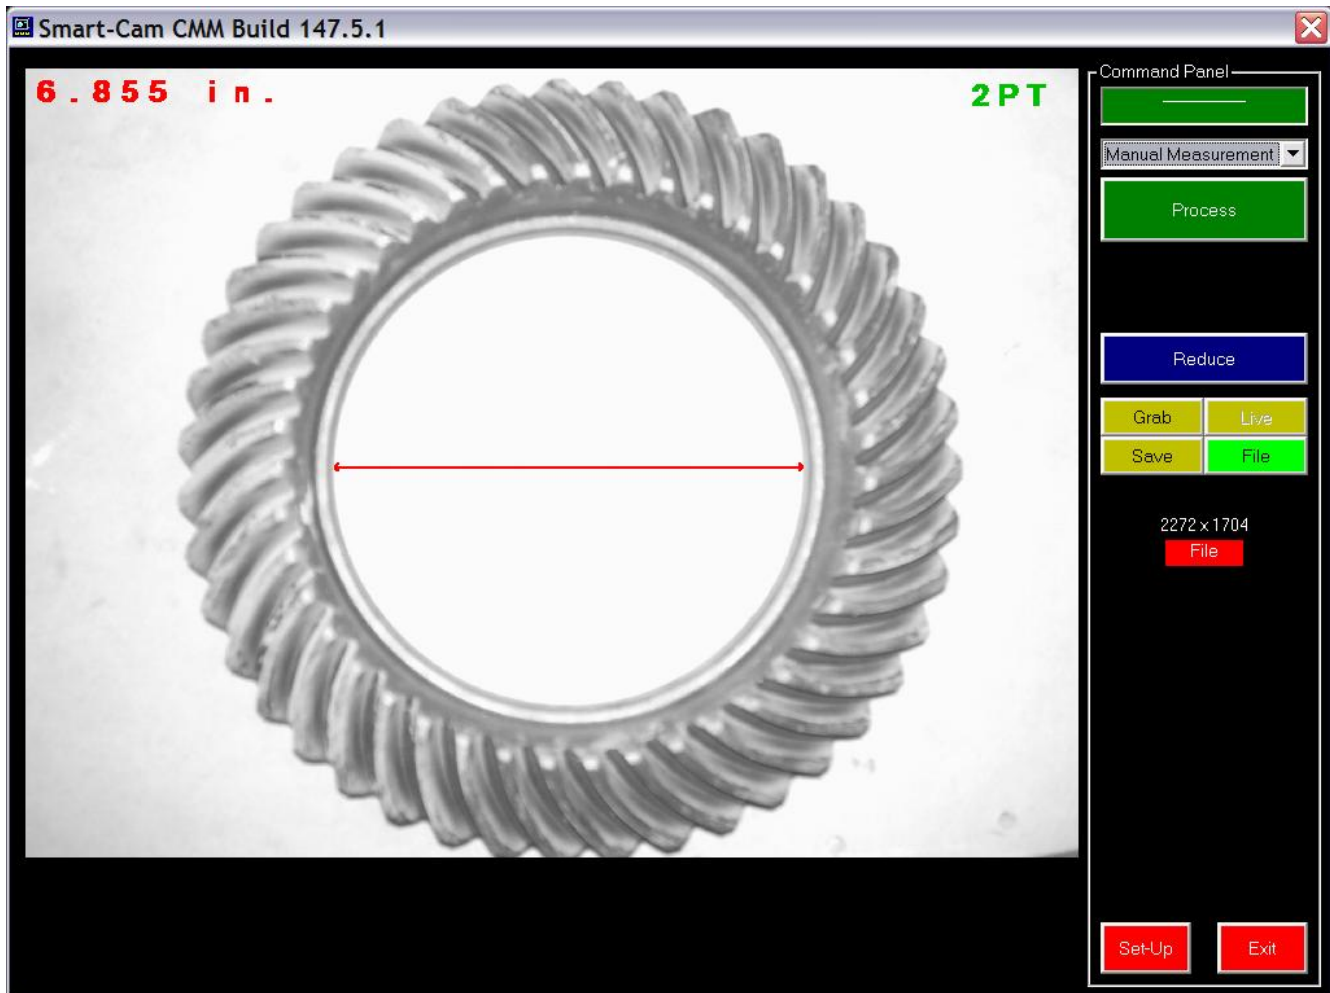 Smart-Cam CMM Build 147.5.1
6.855 in.
2PT
Command Panel
Manual Measurement
Process
Reduce
Grab
Live
Save
File
2272 x 1704
File
Set-Up
Exit